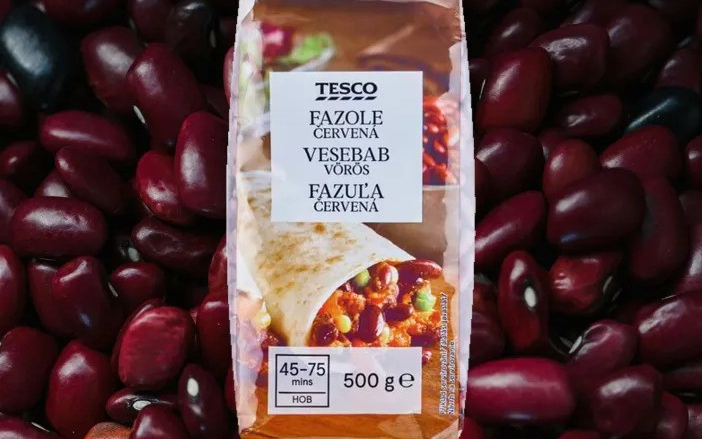 TESCO
FAZOLE
ČERVENÁ
VESEBAB
VÖRÖS
FAZUĽA
ČERVENÁ
45-75
mins
HOB
500 g ℮